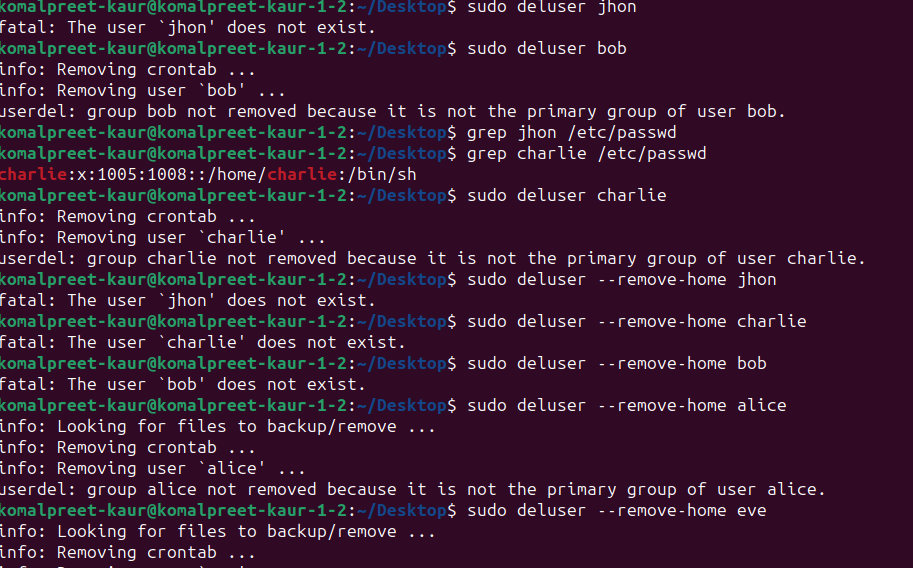 komalpreet-kaur@komalpreet-kaur-1-2:~/Desktop$ sudo deluser jhon
fatal: The user `jhon' does not exist.
komalpreet-kaur@komalpreet-kaur-1-2:~/Desktop$ sudo deluser bob
info: Removing crontab ...
info: Removing user `bob' ...
userdel: group bob not removed because it is not the primary group of user bob.
komalpreet-kaur@komalpreet-kaur-1-2:~/Desktop$ grep jhon /etc/passwd
komalpreet-kaur@komalpreet-kaur-1-2:~/Desktop$ grep charlie /etc/passwd
charlie:x:1005:1008::/home/charlie:/bin/sh
komalpreet-kaur@komalpreet-kaur-1-2:~/Desktop$ sudo deluser charlie
info: Removing crontab ...
info: Removing user `charlie' ...
userdel: group charlie not removed because it is not the primary group of user charlie.
komalpreet-kaur@komalpreet-kaur-1-2:~/Desktop$ sudo deluser --remove-home jhon
fatal: The user `jhon' does not exist.
komalpreet-kaur@komalpreet-kaur-1-2:~/Desktop$ sudo deluser --remove-home charlie
fatal: The user `charlie' does not exist.
komalpreet-kaur@komalpreet-kaur-1-2:~/Desktop$ sudo deluser --remove-home bob
fatal: The user `bob' does not exist.
komalpreet-kaur@komalpreet-kaur-1-2:~/Desktop$ sudo deluser --remove-home alice
info: Looking for files to backup/remove ...
info: Removing crontab ...
info: Removing user `alice' ...
userdel: group alice not removed because it is not the primary group of user alice.
komalpreet-kaur@komalpreet-kaur-1-2:~/Desktop$ sudo deluser --remove-home eve
info: Looking for files to backup/remove ...
info: Removing crontab ...